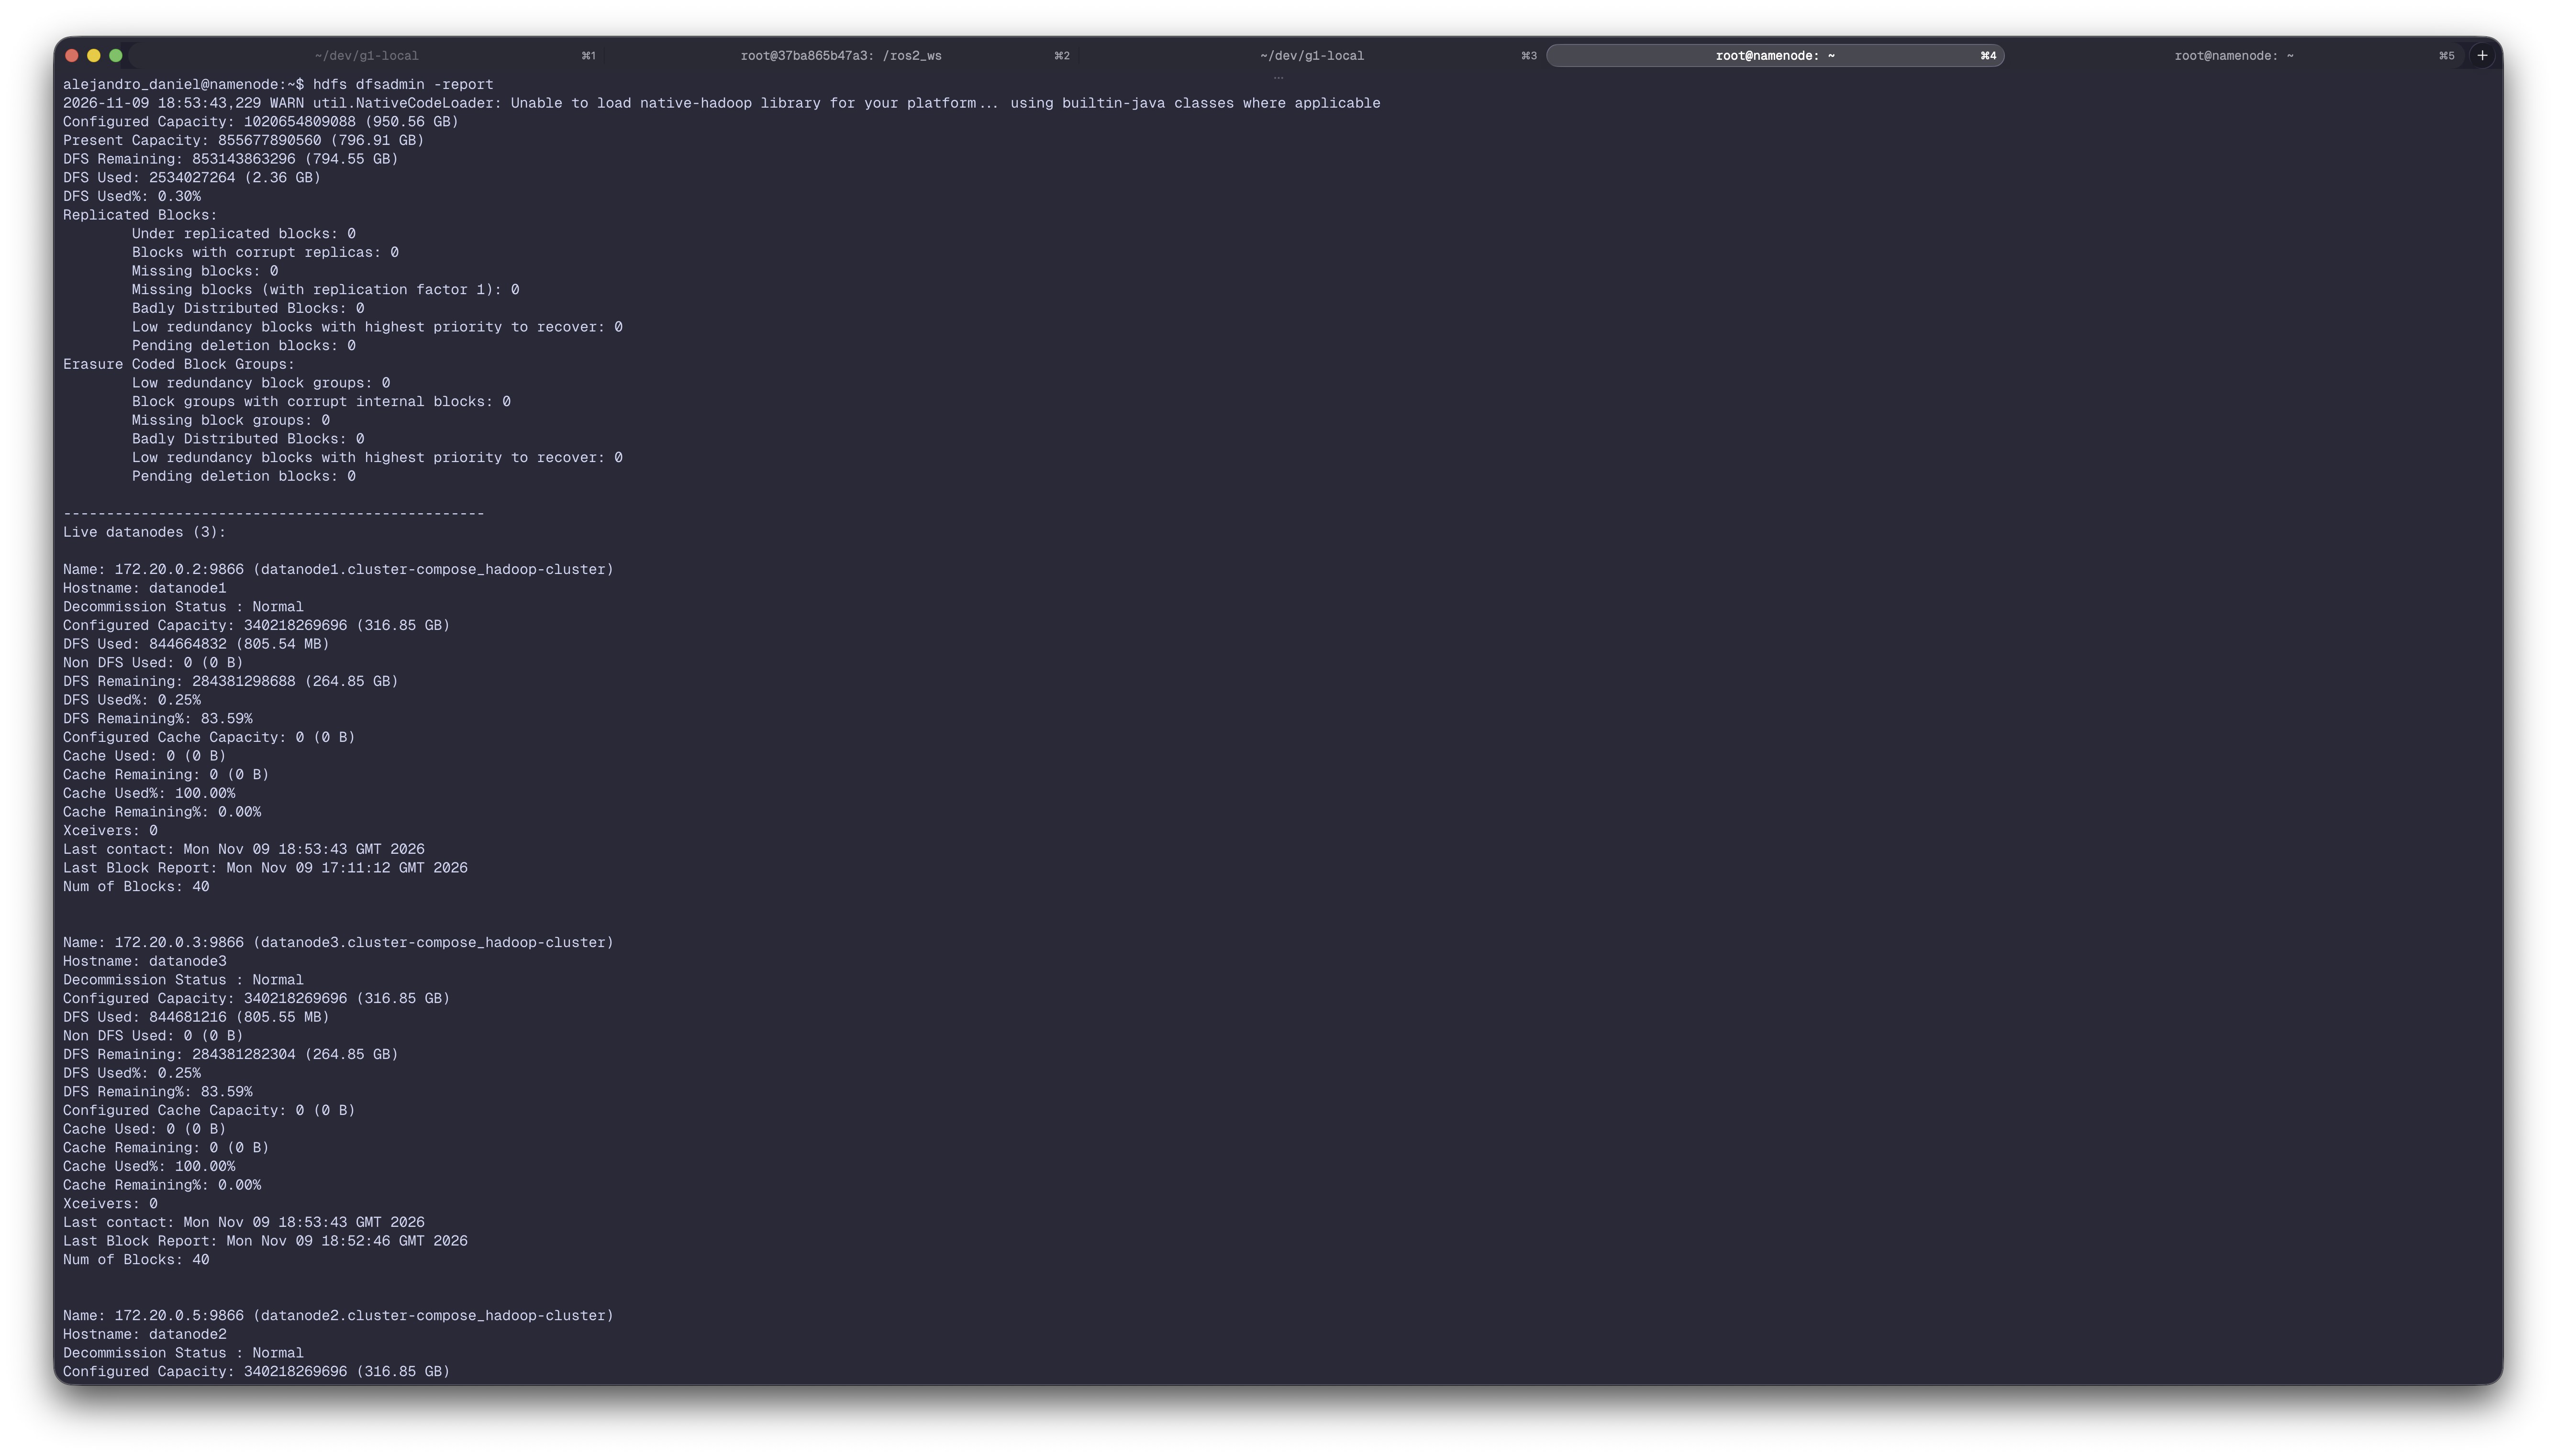 ~/dev/g1-local ⌘1 root@37ba865b47a3: /ros2_ws ⌘2 ~/dev/g1-local ⌘3 root@namenode: ~ ⌘4 root@namenode: ~ ⌘5 +
...
alejandro_daniel@namenode:~$ hdfs dfsadmin -report
2026-11-09 18:53:43,229 WARN util.NativeCodeLoader: Unable to load native-hadoop library for your platform... using builtin-java classes where applicable
Configured Capacity: 1020654809088 (950.56 GB)
Present Capacity: 855677890560 (796.91 GB)
DFS Remaining: 853143863296 (794.55 GB)
DFS Used: 2534027264 (2.36 GB)
DFS Used%: 0.30%
Replicated Blocks:
Under replicated blocks: 0
Blocks with corrupt replicas: 0
Missing blocks: 0
Missing blocks (with replication factor 1): 0
Badly Distributed Blocks: 0
Low redundancy blocks with highest priority to recover: 0
Pending deletion blocks: 0
Erasure Coded Block Groups:
Low redundancy block groups: 0
Block groups with corrupt internal blocks: 0
Missing block groups: 0
Badly Distributed Blocks: 0
Low redundancy blocks with highest priority to recover: 0
Pending deletion blocks: 0
-------------------------------------------------
Live datanodes (3):
Name: 172.20.0.2:9866 (datanode1.cluster-compose_hadoop-cluster)
Hostname: datanode1
Decommission Status : Normal
Configured Capacity: 340218269696 (316.85 GB)
DFS Used: 844664832 (805.54 MB)
Non DFS Used: 0 (0 B)
DFS Remaining: 284381298688 (264.85 GB)
DFS Used%: 0.25%
DFS Remaining%: 83.59%
Configured Cache Capacity: 0 (0 B)
Cache Used: 0 (0 B)
Cache Remaining: 0 (0 B)
Cache Used%: 100.00%
Cache Remaining%: 0.00%
Xceivers: 0
Last contact: Mon Nov 09 18:53:43 GMT 2026
Last Block Report: Mon Nov 09 17:11:12 GMT 2026
Num of Blocks: 40
Name: 172.20.0.3:9866 (datanode3.cluster-compose_hadoop-cluster)
Hostname: datanode3
Decommission Status : Normal
Configured Capacity: 340218269696 (316.85 GB)
DFS Used: 844681216 (805.55 MB)
Non DFS Used: 0 (0 B)
DFS Remaining: 284381282304 (264.85 GB)
DFS Used%: 0.25%
DFS Remaining%: 83.59%
Configured Cache Capacity: 0 (0 B)
Cache Used: 0 (0 B)
Cache Remaining: 0 (0 B)
Cache Used%: 100.00%
Cache Remaining%: 0.00%
Xceivers: 0
Last contact: Mon Nov 09 18:53:43 GMT 2026
Last Block Report: Mon Nov 09 18:52:46 GMT 2026
Num of Blocks: 40
Name: 172.20.0.5:9866 (datanode2.cluster-compose_hadoop-cluster)
Hostname: datanode2
Decommission Status : Normal
Configured Capacity: 340218269696 (316.85 GB)